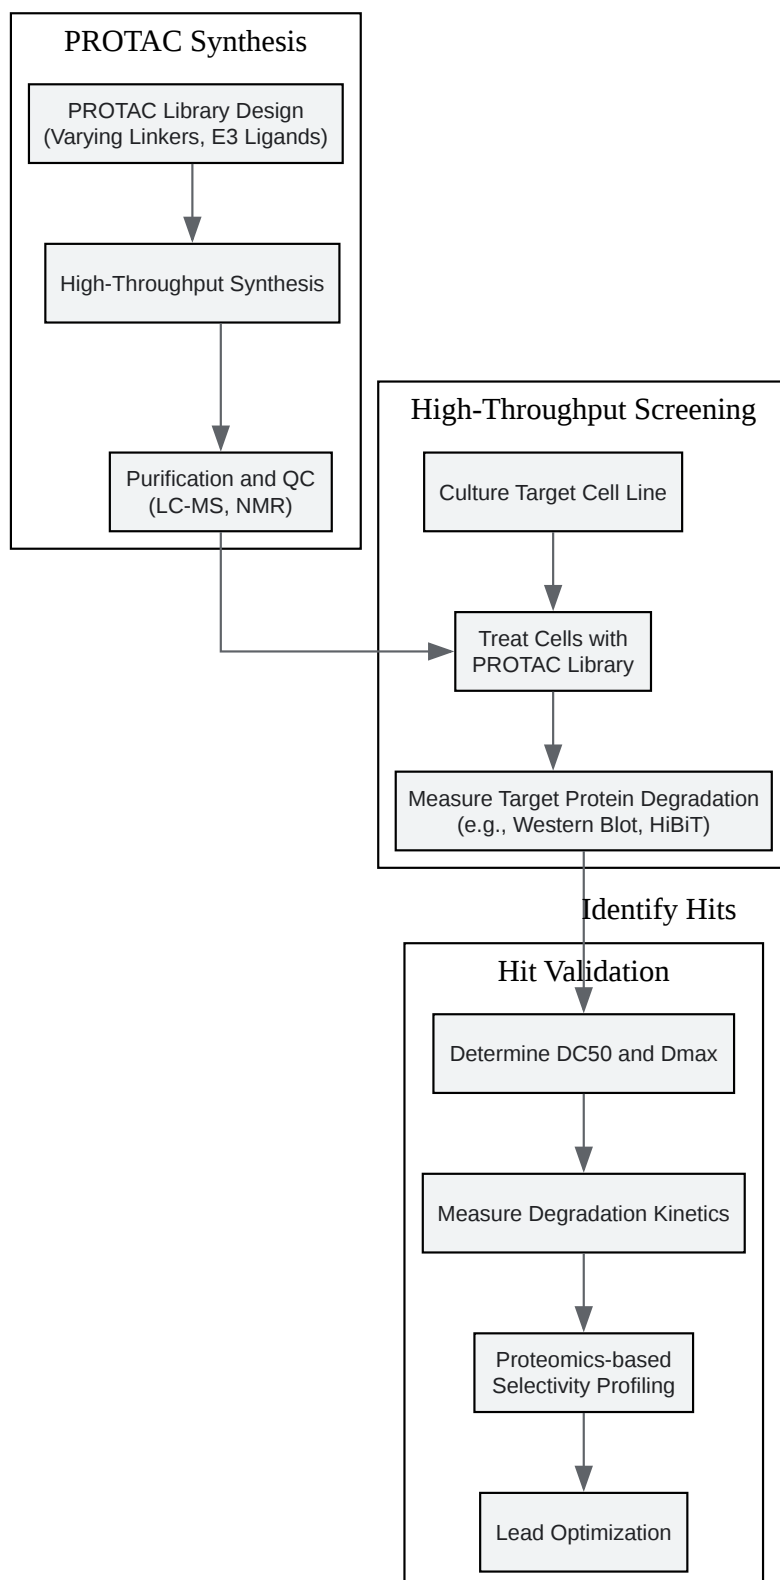 PROTAC Synthesis
PROTAC Library Design
(Varying Linkers, E3 Ligands)
High-Throughput Synthesis
Purification and QC
(LC-MS, NMR)
High-Throughput Screening
Culture Target Cell Line
Treat Cells with
PROTAC Library
Measure Target Protein Degradation
(e.g., Western Blot, HiBiT)
Identify Hits
Hit Validation
Determine DC50 and Dmax
Measure Degradation Kinetics
Proteomics-based
Selectivity Profiling
Lead Optimization